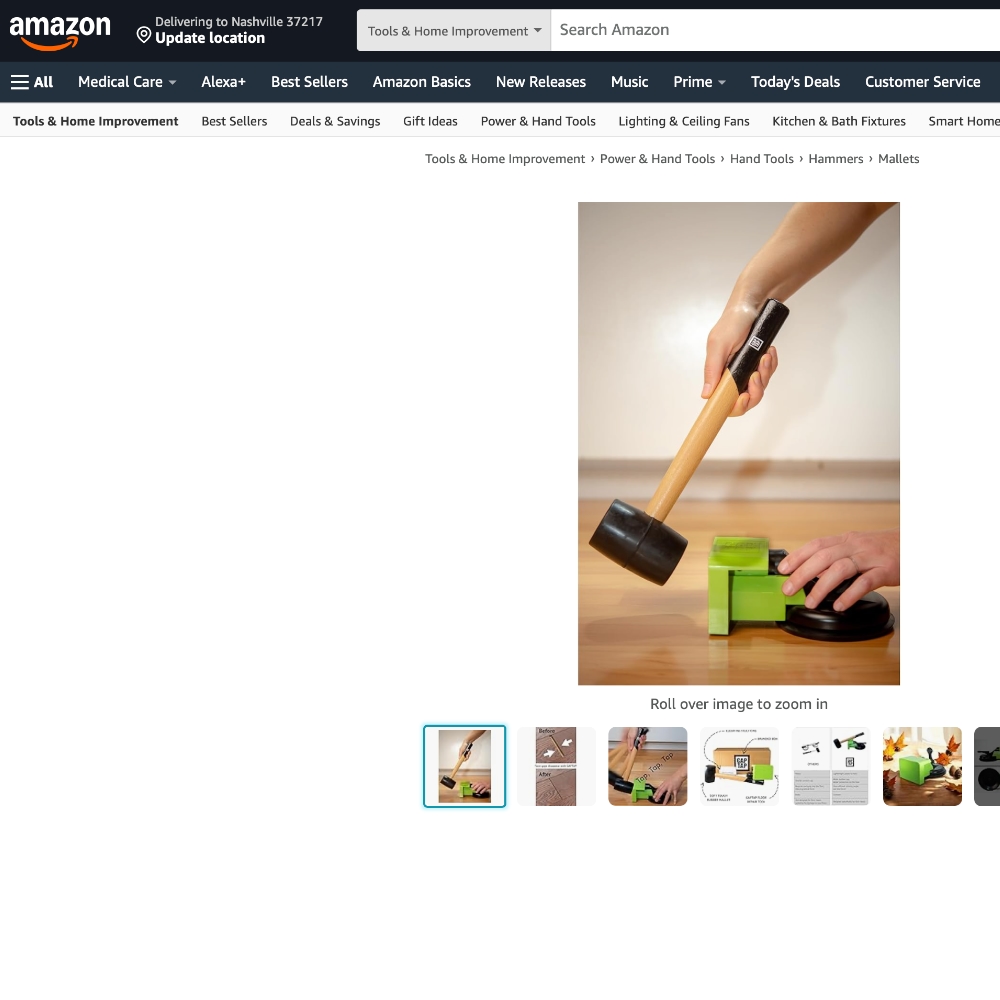 amazon
Delivering to Nashville 37217
Update location
Tools & Home Improvement
Search Amazon
All
Medical Care
Alexa+
Best Sellers
Amazon Basics
New Releases
Music
Prime
Today's Deals
Customer Service
Tools & Home Improvement
Best Sellers
Deals & Savings
Gift Ideas
Power & Hand Tools
Lighting & Ceiling Fans
Kitchen & Bath Fixtures
Smart Home
Tools & Home Improvement › Power & Hand Tools › Hand Tools › Hammers › Mallets
Roll over image to zoom in
Before
After
Tap, Tap, Tap
GAP
TAP